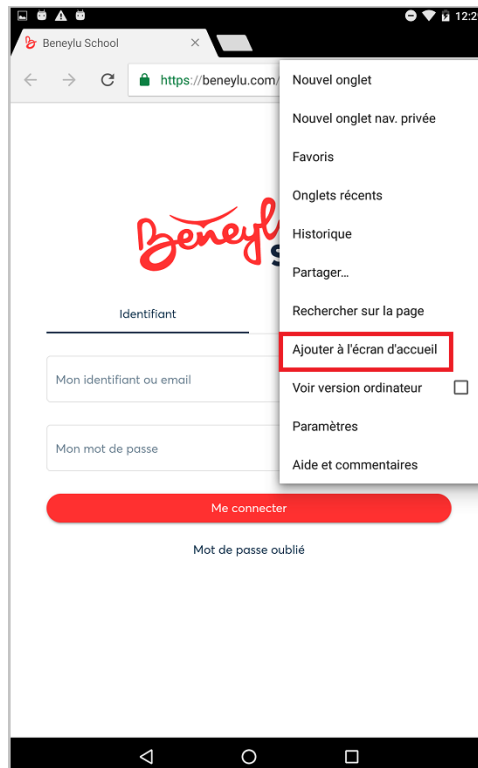 12:2
Beneylu School
https://beneylu.com/
Nouvel onglet
Nouvel onglet nav. privée
Favoris
Onglets récents
Historique
Partager...
Rechercher sur la page
Ajouter à l'écran d'accueil
Voir version ordinateur
Paramètres
Aide et commentaires
Identifiant
Mon identifiant ou email
Mon mot de passe
Me connecter
Mot de passe oublié